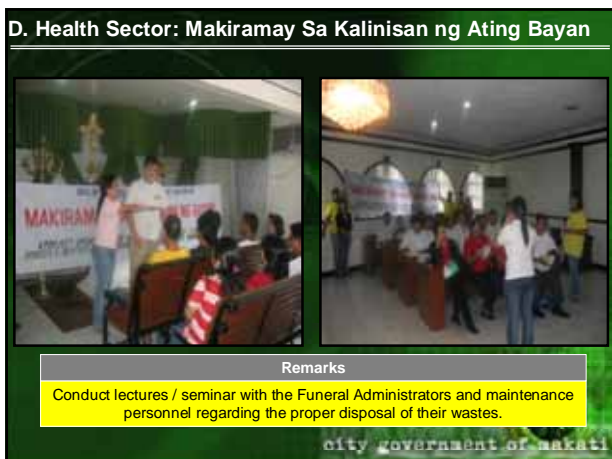 D. Health Sector: Makiramay Sa Kalinisan ng Ating Bayan
MAKIRAMAY
Remarks
Conduct lectures / seminar with the Funeral Administrators and maintenance
personnel regarding the proper disposal of their wastes.
city government of makati